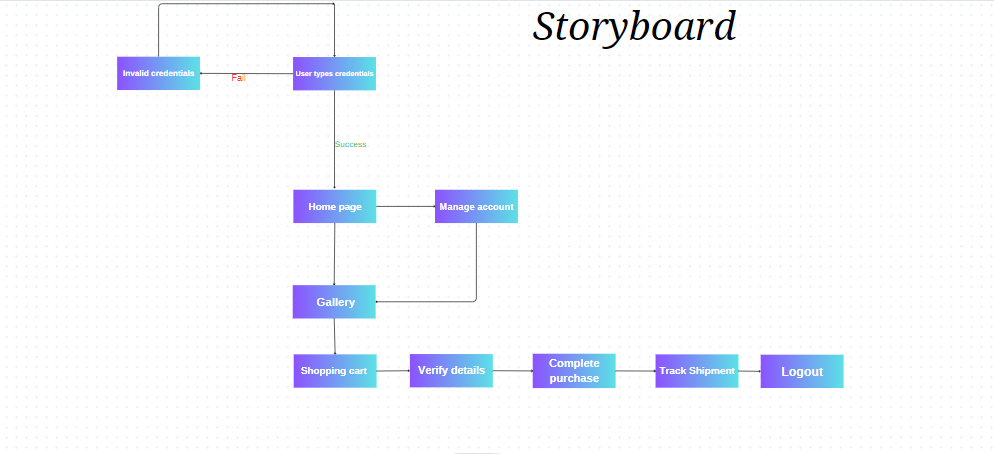 Storyboard
Invalid credentials
Fail
User types credentials
Success
Home page
Manage account
Gallery
Shopping cart
Verify details
Complete
purchase
Track Shipment
Logout